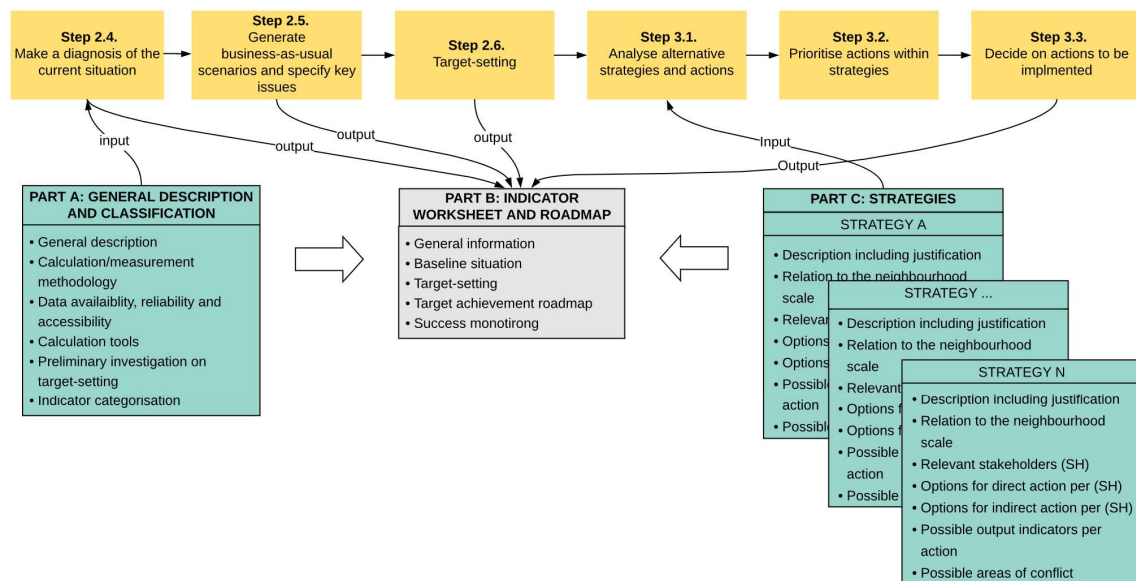 Step 2.4.
Make a diagnosis of the
current situation
Step 2.5.
Generate
business-as-usual
scenarios and specify key
issues
Step 2.6.
Target-setting
Step 3.1.
Analyse alternative
strategies and actions
Step 3.2.
Prioritise actions within
strategies
Step 3.3.
Decide on actions to be
implmented
input
output
output
output
Input
Output
PART A: GENERAL DESCRIPTION
AND CLASSIFICATION
• General description
• Calculation/measurement
methodology
• Data availaiblity, reliability and
accessibility
• Calculation tools
• Preliminary investigation on
target-setting
• Indicator categorisation
PART B: INDICATOR
WORKSHEET AND ROADMAP
• General information
• Baseline situation
• Target-setting
• Target achievement roadmap
• Success monotirong
PART C: STRATEGIES
STRATEGY A
• Description including justification
• Relation to the neighbourhood
scale
• Relevan
• Options
• Options
• Possible
action
• Possible
STRATEGY ...
• Description including justification
• Relation to the neighbourhood
scale
• Relevant
• Options f
• Options f
• Possible
action
• Possible
STRATEGY N
• Description including justification
• Relation to the neighbourhood
scale
• Relevant stakeholders (SH)
• Options for direct action per (SH)
• Options for indirect action per (SH)
• Possible output indicators per
action
• Possible areas of conflict